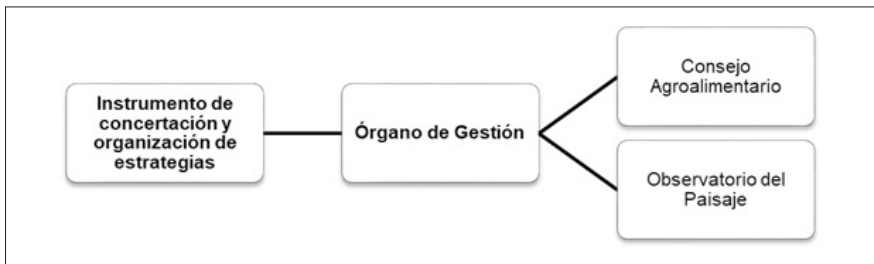 Instrumento de
concertación y
organización de
estrategias
Órgano de Gestión
Consejo
Agroalimentario
Observatorio del
Paisaje